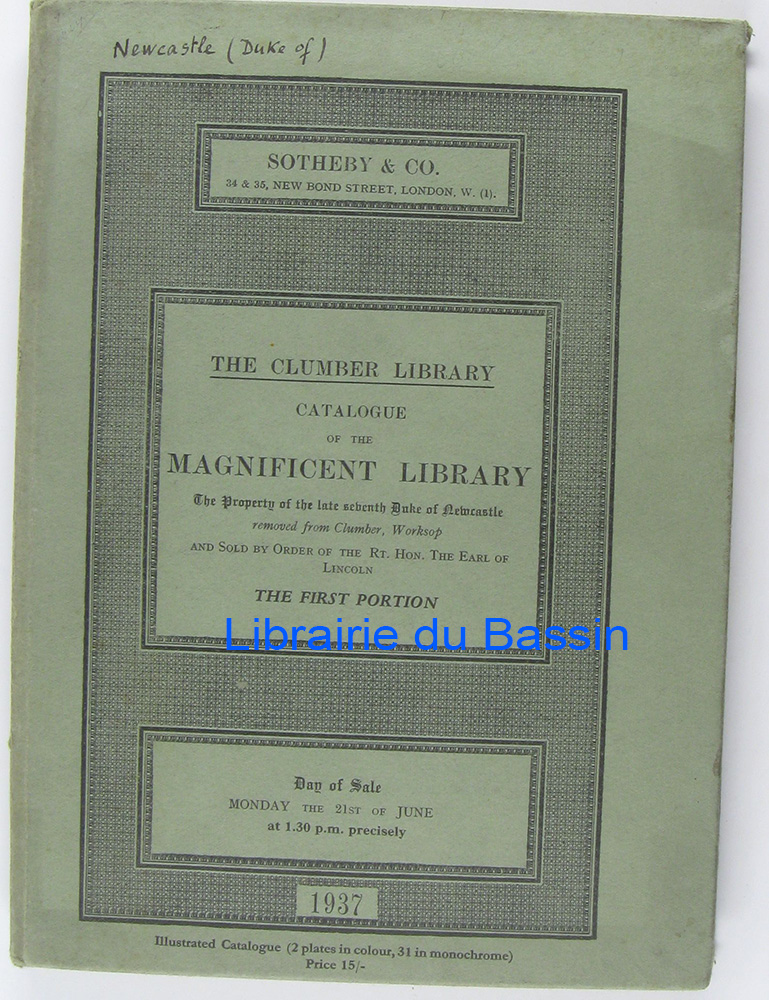 Newcastle (Duke of)
SOTHEBY & CO.
34 & 35, NEW BOND STREET, LONDON, W. (1).
THE CLUMBER LIBRARY
CATALOGUE
OF THE
MAGNIFICENT LIBRARY
The Property of the late seventh Duke of Newcastle
removed from Clumber, Worksop
AND SOLD BY ORDER OF THE RT. HON. THE EARL OF
LINCOLN
THE FIRST PORTION
Librairie du Bassin
Day of Sale
MONDAY THE 21ST OF JUNE
at 1.30 p.m. precisely
1937
Illustrated Catalogue (2 plates in colour, 31 in monochrome)
Price 15/-